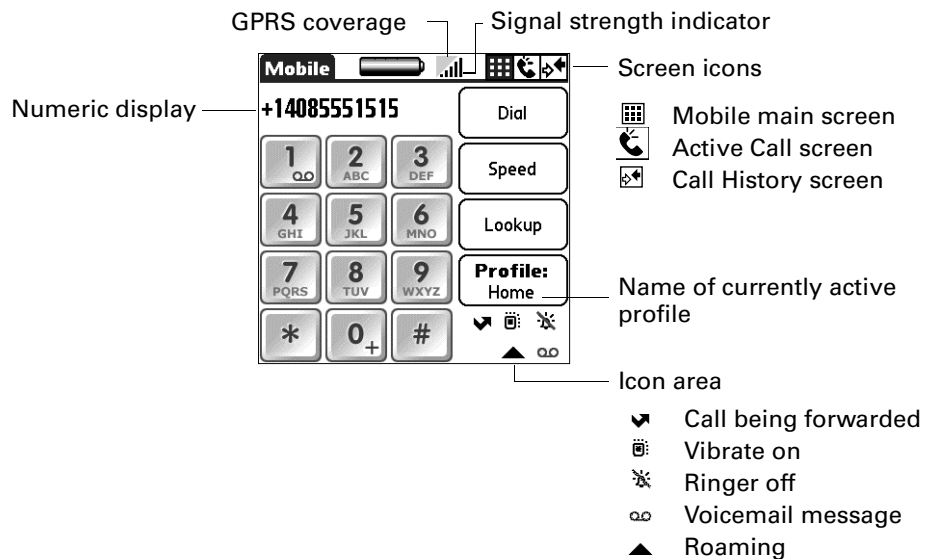 GPRS coverage
Signal strength indicator
Mobile
Screen icons
Numeric display
+14085551515
Dial
Mobile main screen
Active Call screen
Call History screen
1
2 ABC
3 DEF
Speed
4 GHI
5 JKL
6 MNO
Lookup
7 PQRS
8 TUV
9 WXYZ
Profile:
Home
Name of currently active
profile
*
0 +
#
Icon area
Call being forwarded
Vibrate on
Ringer off
Voicemail message
Roaming